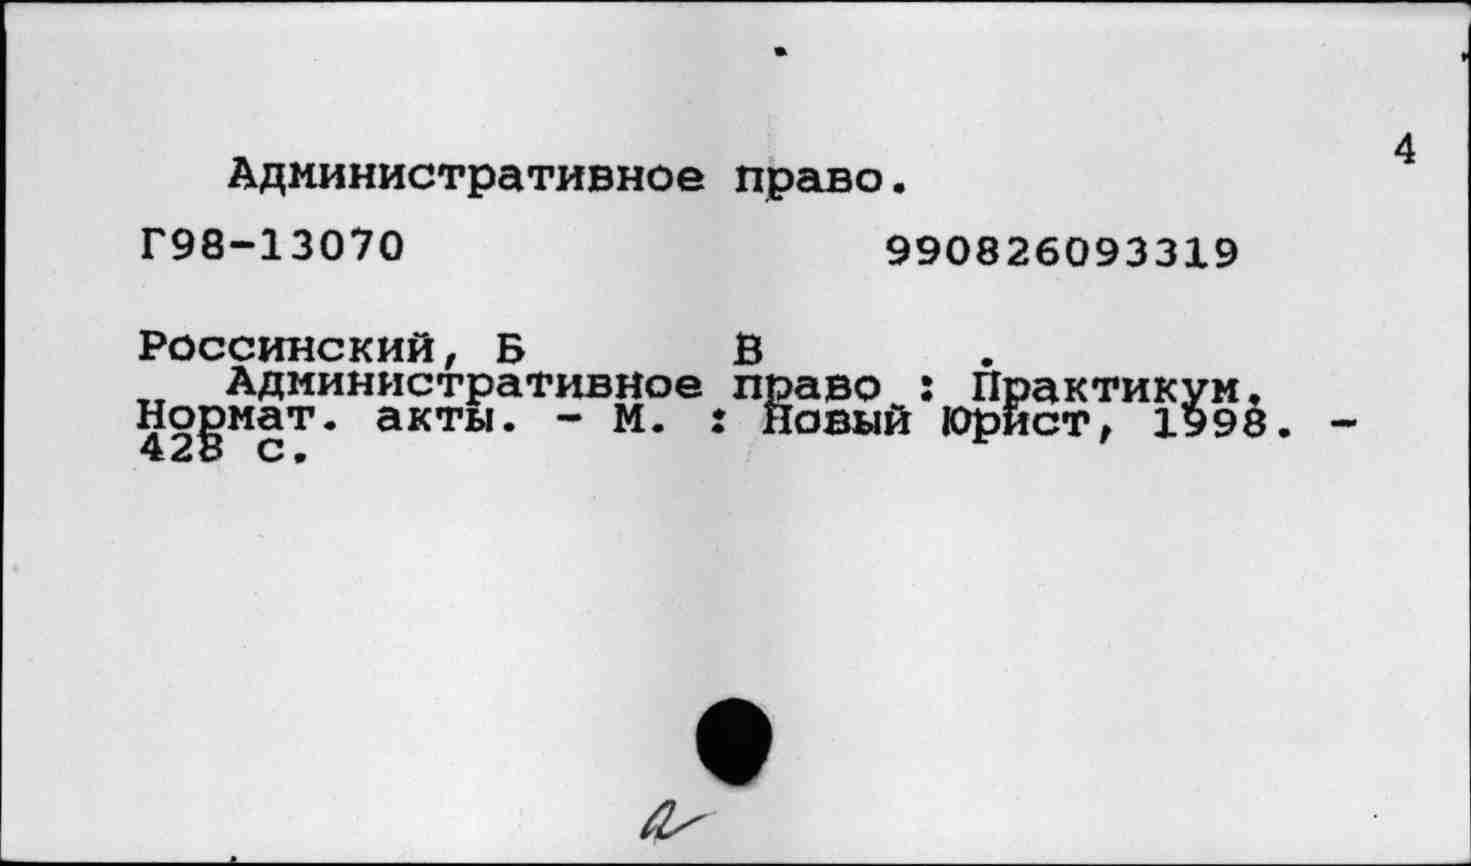 4
Административное право.
Г98-13070 990826093319
Россинский, Б В .
Административное право : Практикум.
Нормат. акты. - М. : Новый Юрист, 1998. -
428 с.